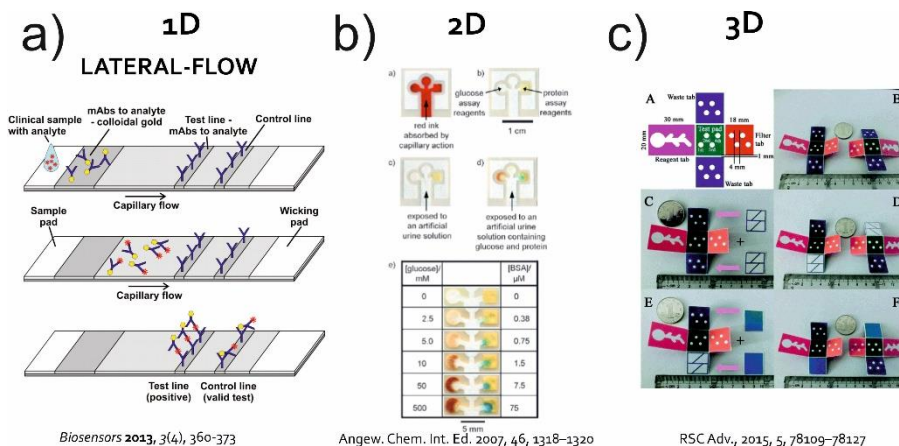 a)
1D
LATERAL-FLOW
Clinical sample
with analyte
mAbs to analyte
- colloidal gold
Test line -
mAbs to analyte
Control line
Capillary flow
Sample
pad
Wicking
pad
Capillary flow
Test line
(positive)
Control line
(valid test)
Biosensors 2013, 3(4), 360-373
b)
2D
a)
b)
glucose
assay
reagents
protein
assay
reagents
red ink
absorbed by
capillary action
1 cm
c)
d)
exposed to an
artificial urine
solution
exposed to an
artificial urine
solution containing
glucose and protein
e)
[glucose]/
mM
[BSA]/
µM
0
0
2.5
0.38
5.0
0.75
10
1.5
50
7.5
500
75
5 mm
Angew. Chem. Int. Ed. 2007, 46, 1318–1320
c)
3D
A
Waste tab
30 mm
18 mm
20 mm
Test pad
Filter
tab
Reagent tab
1 mm
4 mm
Waste tab
B
C
+
D
E
+
F
RSC Adv., 2015, 5, 78109–78127